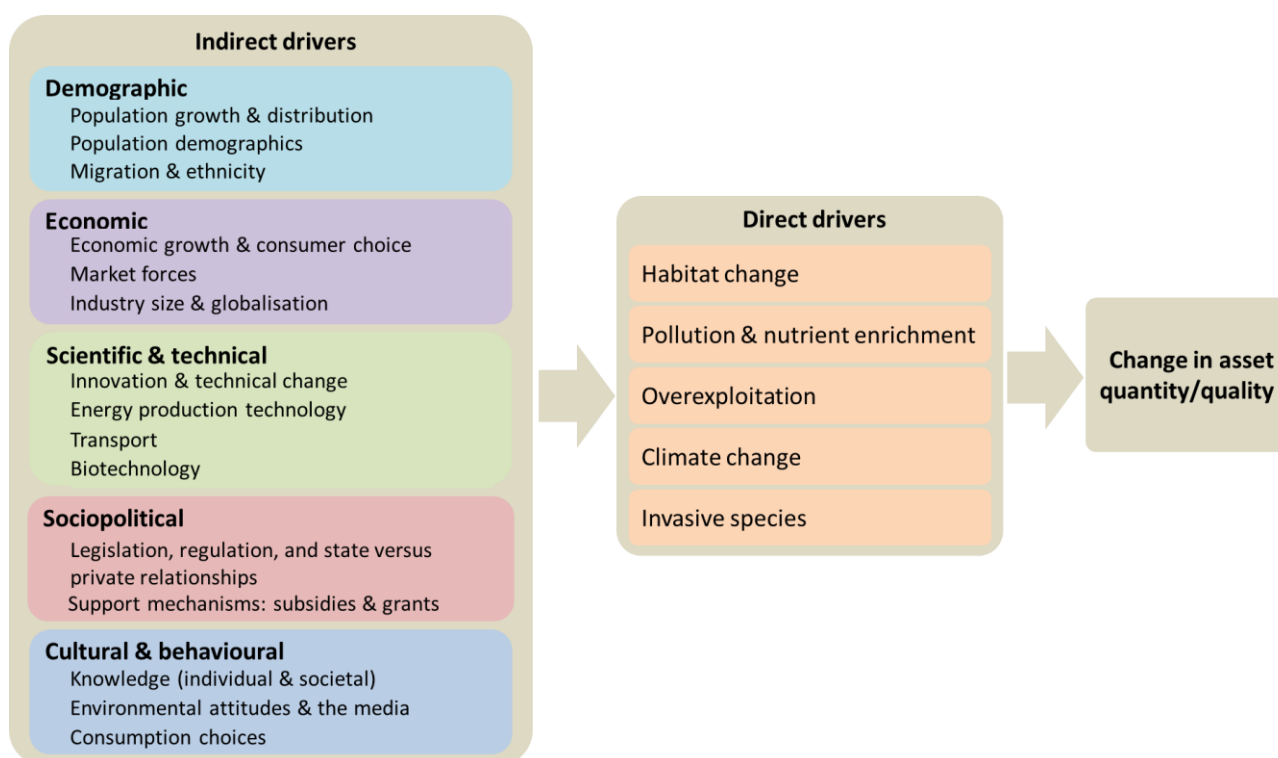 Indirect drivers
Demographic
Population growth & distribution
Population demographics
Migration & ethnicity
Economic
Economic growth & consumer choice
Market forces
Industry size & globalisation
Scientific & technical
Innovation & technical change
Energy production technology
Transport
Biotechnology
Sociopolitical
Legislation, regulation, and state versus
private relationships
Support mechanisms: subsidies & grants
Cultural & behavioural
Knowledge (individual & societal)
Environmental attitudes & the media
Consumption choices
Direct drivers
Habitat change
Pollution & nutrient enrichment
Overexploitation
Climate change
Invasive species
Change in asset
quantity/quality